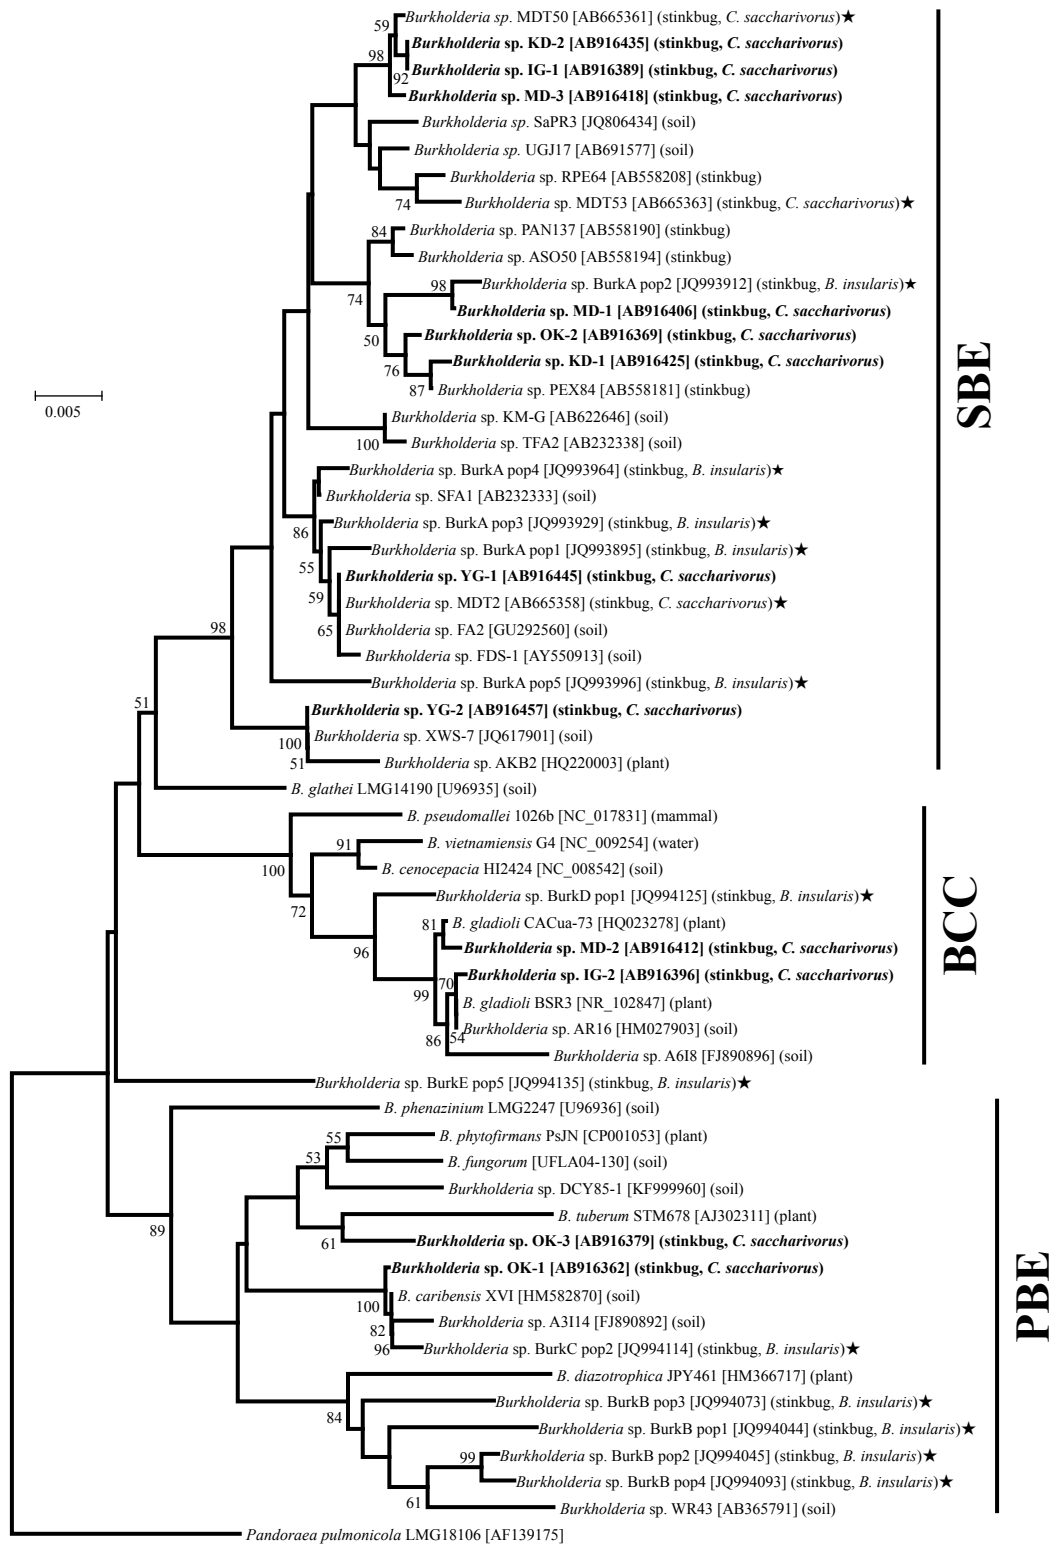 59
Burkholderia sp. MDT50 [AB665361] (stinkbug, C. saccharivorus)★
Burkholderia sp. KD-2 [AB916435] (stinkbug, C. saccharivorus)
98
Burkholderia sp. IG-1 [AB916389] (stinkbug, C. saccharivorus)
92
Burkholderia sp. MD-3 [AB916418] (stinkbug, C. saccharivorus)
Burkholderia sp. SaPR3 [JQ806434] (soil)
Burkholderia sp. UGJ17 [AB691577] (soil)
Burkholderia sp. RPE64 [AB558208] (stinkbug)
74
Burkholderia sp. MDT53 [AB665363] (stinkbug, C. saccharivorus)★
84
Burkholderia sp. PAN137 [AB558190] (stinkbug)
Burkholderia sp. ASO50 [AB558194] (stinkbug)
74
98
Burkholderia sp. BurkA pop2 [JQ993912] (stinkbug, B. insularis)★
Burkholderia sp. MD-1 [AB916406] (stinkbug, C. saccharivorus)
50
Burkholderia sp. OK-2 [AB916369] (stinkbug, C. saccharivorus)
76
Burkholderia sp. KD-1 [AB916425] (stinkbug, C. saccharivorus)
87
Burkholderia sp. PEX84 [AB558181] (stinkbug)
SBE
0.005
Burkholderia sp. KM-G [AB622646] (soil)
100
Burkholderia sp. TFA2 [AB232338] (soil)
Burkholderia sp. BurkA pop4 [JQ993964] (stinkbug, B. insularis)★
Burkholderia sp. SFA1 [AB232333] (soil)
86
Burkholderia sp. BurkA pop3 [JQ993929] (stinkbug, B. insularis)★
Burkholderia sp. BurkA pop1 [JQ993895] (stinkbug, B. insularis)★
55
Burkholderia sp. YG-1 [AB916445] (stinkbug, C. saccharivorus)
59
Burkholderia sp. MDT2 [AB665358] (stinkbug, C. saccharivorus)★
65
Burkholderia sp. FA2 [GU292560] (soil)
98
Burkholderia sp. FDS-1 [AY550913] (soil)
Burkholderia sp. BurkA pop5 [JQ993996] (stinkbug, B. insularis)★
51
Burkholderia sp. YG-2 [AB916457] (stinkbug, C. saccharivorus)
100
Burkholderia sp. XWS-7 [JQ617901] (soil)
51
Burkholderia sp. AKB2 [HQ220003] (plant)
B. glathei LMG14190 [U96935] (soil)
B. pseudomallei 1026b [NC_017831] (mammal)
91
B. vietnamiensis G4 [NC_009254] (water)
100
B. cenocepacia HI2424 [NC_008542] (soil)
72
Burkholderia sp. BurkD pop1 [JQ994125] (stinkbug, B. insularis)★
81
B. gladioli CACua-73 [HQ023278] (plant)
96
Burkholderia sp. MD-2 [AB916412] (stinkbug, C. saccharivorus)
BCC
70
Burkholderia sp. IG-2 [AB916396] (stinkbug, C. saccharivorus)
99
B. gladioli BSR3 [NR_102847] (plant)
86
54
Burkholderia sp. AR16 [HM027903] (soil)
Burkholderia sp. A6I8 [FJ890896] (soil)
Burkholderia sp. BurkE pop5 [JQ994135] (stinkbug, B. insularis)★
B. phenazinium LMG2247 [U96936] (soil)
55
B. phytofirmans PsJN [CP001053] (plant)
53
B. fungorum [UFLA04-130] (soil)
Burkholderia sp. DCY85-1 [KF999960] (soil)
B. tuberum STM678 [AJ302311] (plant)
89
61
Burkholderia sp. OK-3 [AB916379] (stinkbug, C. saccharivorus)
Burkholderia sp. OK-1 [AB916362] (stinkbug, C. saccharivorus)
100
B. caribensis XVI [HM582870] (soil)
PBE
82
Burkholderia sp. A3I14 [FJ890892] (soil)
96
Burkholderia sp. BurkC pop2 [JQ994114] (stinkbug, B. insularis)★
B. diazotrophica JPY461 [HM366717] (plant)
84
Burkholderia sp. BurkB pop3 [JQ994073] (stinkbug, B. insularis)★
Burkholderia sp. BurkB pop1 [JQ994044] (stinkbug, B. insularis)★
99
Burkholderia sp. BurkB pop2 [JQ994045] (stinkbug, B. insularis)★
Burkholderia sp. BurkB pop4 [JQ994093] (stinkbug, B. insularis)★
61
Burkholderia sp. WR43 [AB365791] (soil)
Pandoraea pulmonicola LMG18106 [AF139175]